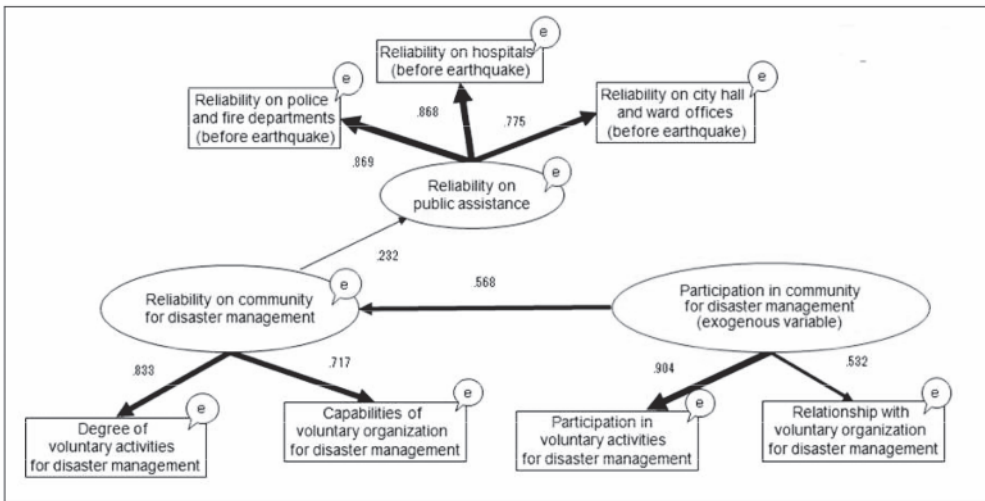 e
Reliability on hospitals
(before earthquake)
e
Reliability on police
and fire departments
(before earthquake)
e
Reliability on city hall
and ward offices
(before earthquake)
.868
.775
.869
e
Reliability on
public assistance
.232
e
Reliability on community
for disaster management
.568
Participation in community
for disaster management
(exogenous variable)
.833
.717
.904
.532
e
Degree of
voluntary activities
for disaster management
e
Capabilities of
voluntary organization
for disaster management
e
Participation in
voluntary activities
for disaster management
e
Relationship with
voluntary organization
for disaster management